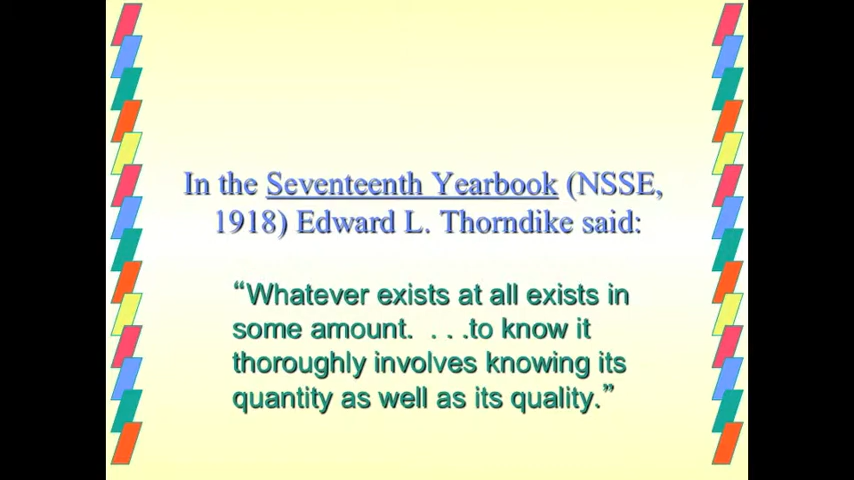 In the Seventeenth Yearbook (NSSE,
1918) Edward L. Thorndike said:
“Whatever exists at all exists in
some amount. . . .to know it
thoroughly involves knowing its
quantity as well as its quality.”